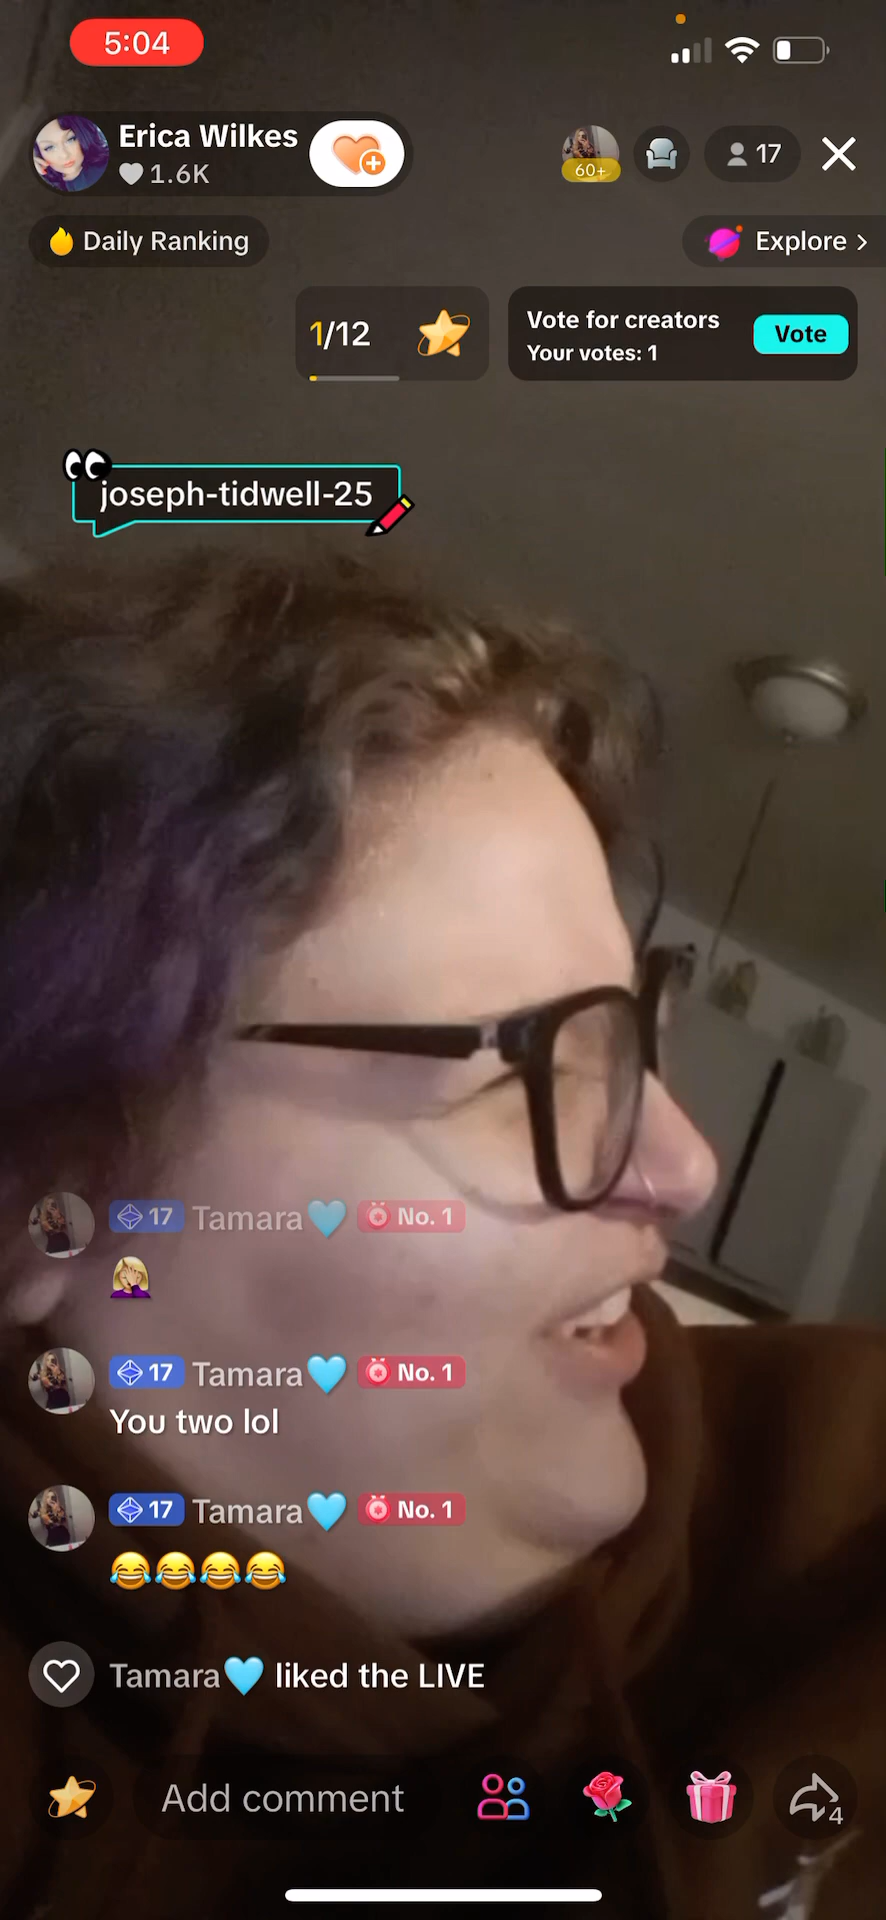 5:04
Erica Wilkes
1.6K
60+
17
Daily Ranking
Explore >
1/12
Vote for creators
Your votes: 1
Vote
joseph-tidwell-25
17 Tamara🩵 No. 1
🤦🏼‍♀️
17 Tamara🩵 No. 1
You two lol
17 Tamara🩵 No. 1
😂😂😂😂
Tamara🩵 liked the LIVE
Add comment
4